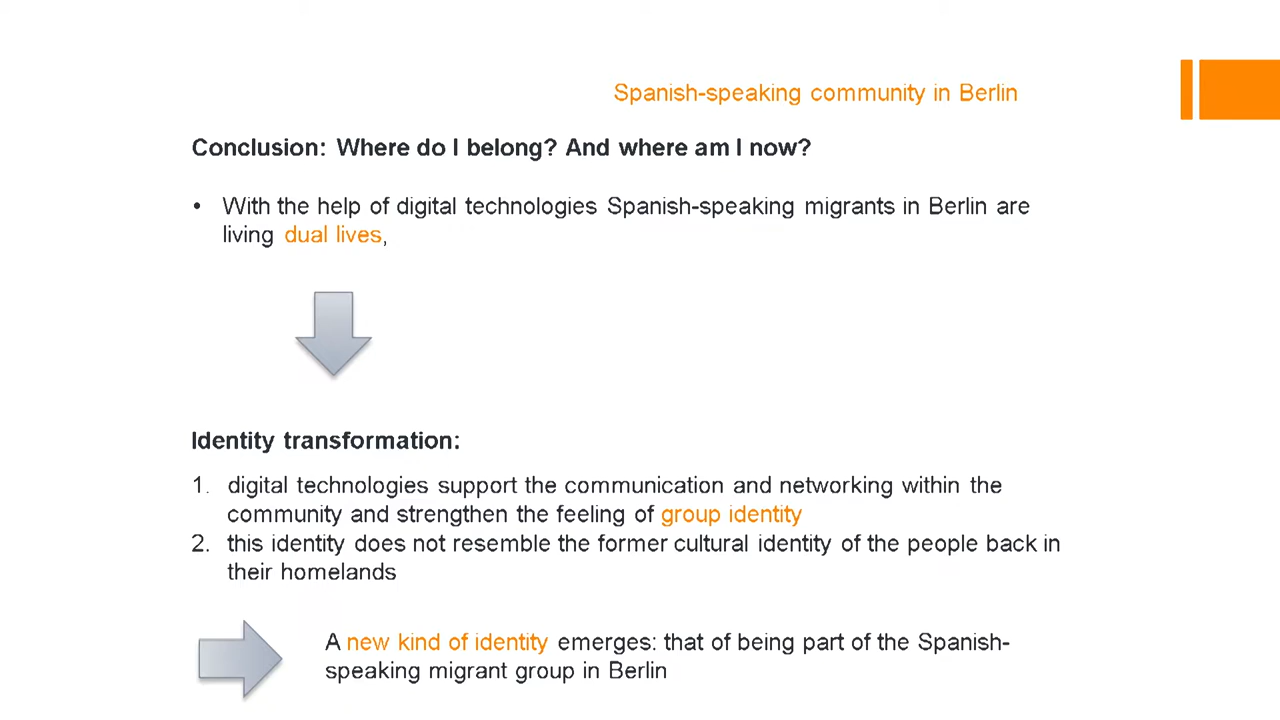 Spanish-speaking community in Berlin
Conclusion: Where do I belong? And where am I now?
• With the help of digital technologies Spanish-speaking migrants in Berlin are
living dual lives,
Identity transformation:
1. digital technologies support the communication and networking within the
community and strengthen the feeling of group identity
2. this identity does not resemble the former cultural identity of the people back in
their homelands
A new kind of identity emerges: that of being part of the Spanish-
speaking migrant group in Berlin